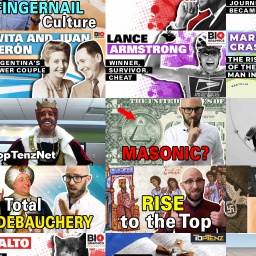 FINGERNAIL
Culture
JOURN
BECAM
VITA AND JUAN
PERÓN
ARGENTINA'S
POWER COUPLE
BIO
LANCE
ARMSTRONG
WINNER,
SURVIVOR,
CHEAT
BIO
MAR
CRAS
THE RIS
OF THE
MAN IN
THE UNITED STATES OF
MASONIC?
TopTenzNet
Total
DEBAUCHERY
RISE
to the Top
TOPTENZ
ALTO
BIO